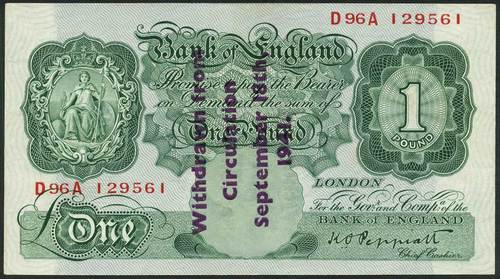 D96A 129561
Bank of England
Promise to pay the Bearer
on Demand the sum of
One Pound
1
POUND
D96A 129561
LONDON
For the Govr. and Compa. of the
BANK OF ENGLAND
K O Peppiatt
Chief Cashier
£One
Withdrawn from
Circulation
September 18th
1941.